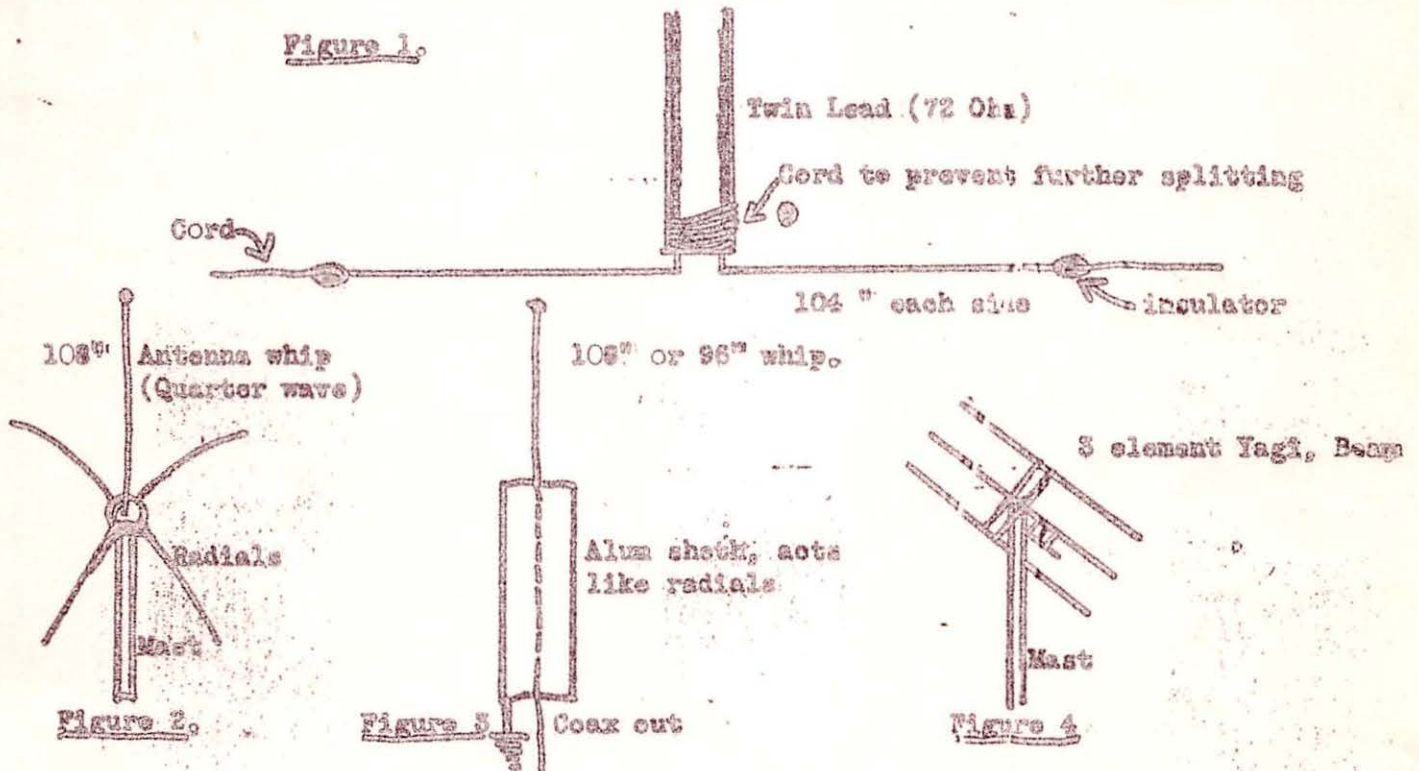 Figure 1.
Twin Lead (72 Ohm)
Cord to prevent further splitting
Cord
104 " each side
insulator
108" Antenna whip
(Quarter wave)
108" or 96" whip.
3 element Yagi, Beam
Radials
Alum sheth, acts
like radials
Mast
Mast
Figure 2.
Figure 3
Coax out
Figure 4